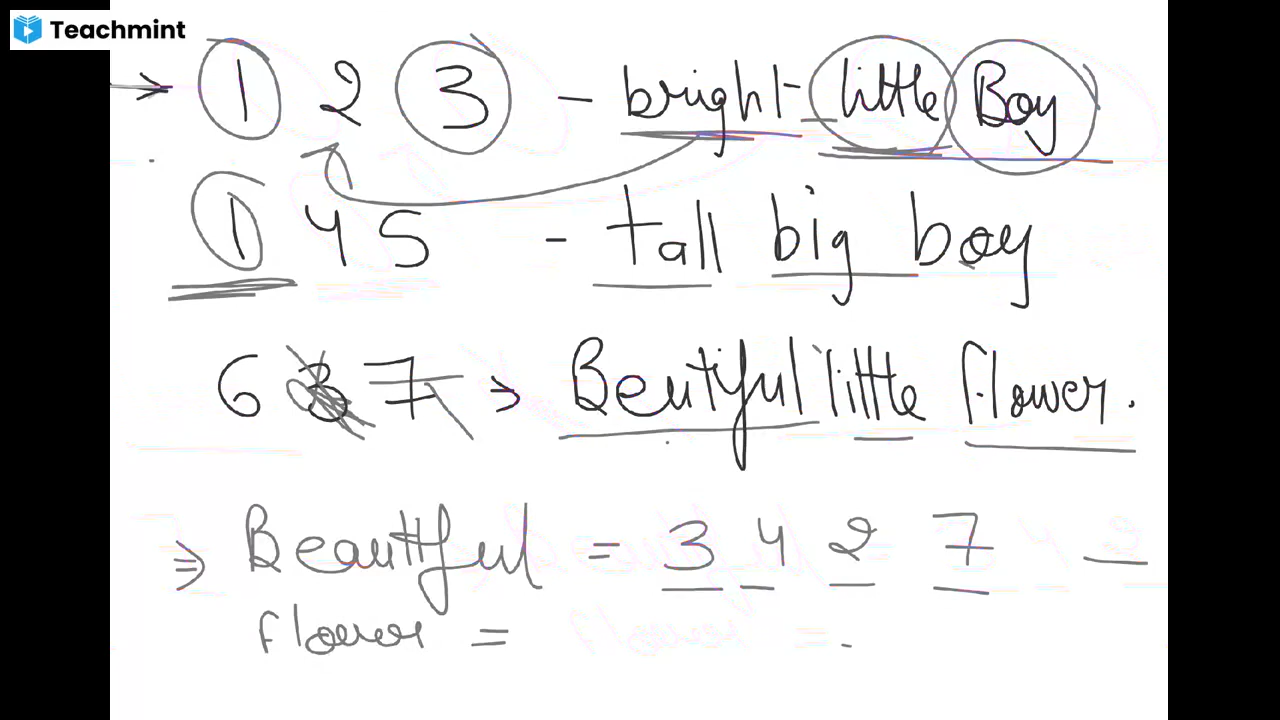 Teachmint
→ 1 2 3 - bright little Boy
1 4 5 - tall big boy
6 3 7 ⇒ Beutiful little flower.
⇒ Beautiful = 3 4 2 7
flower =